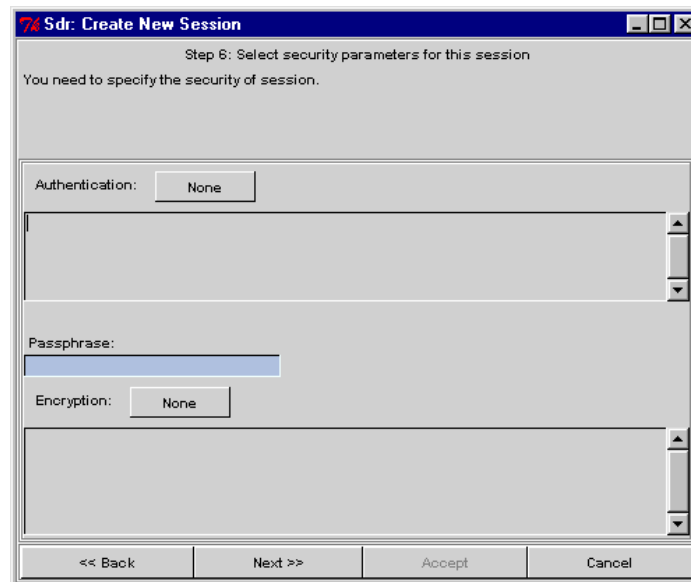 Sdr: Create New Session
Step 6: Select security parameters for this session
You need to specify the security of session.
Authentication: None
Passphrase:
Encryption: None
<< Back Next >> Accept Cancel